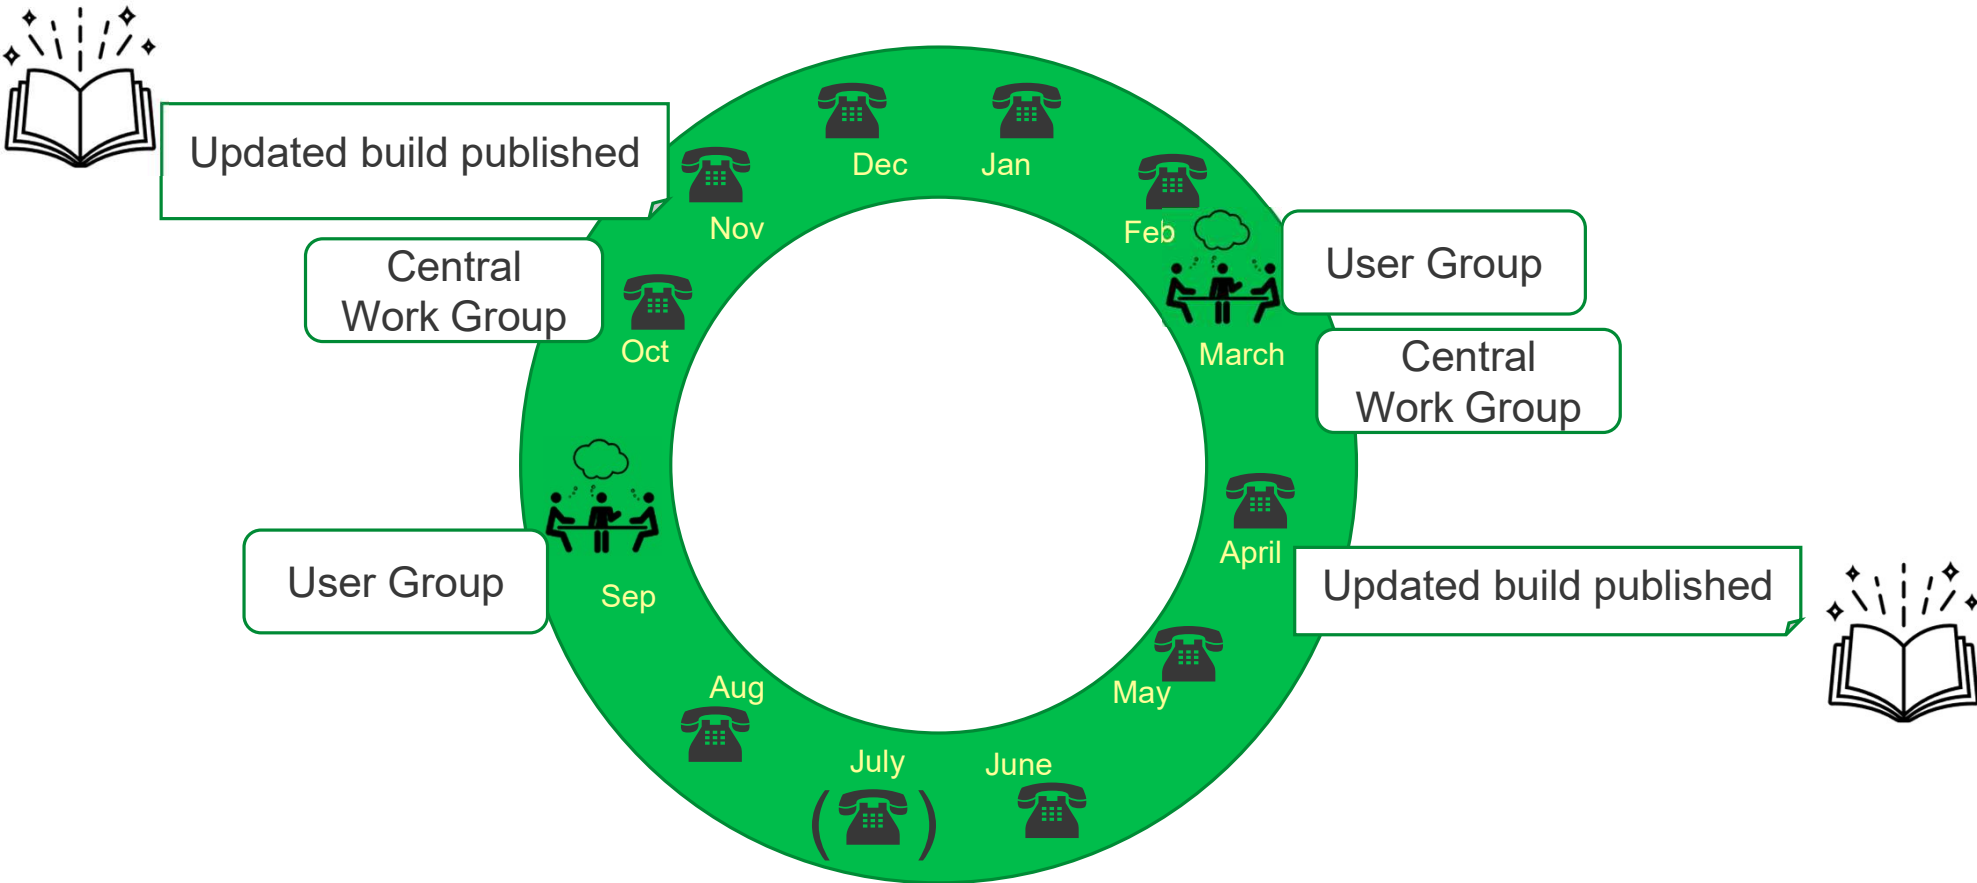 Updated build published
Dec
Jan
Nov
Feb
User Group
Central
Work Group
Oct
March
Central
Work Group
April
Updated build published
User Group
Sep
Aug
May
July
June
( )